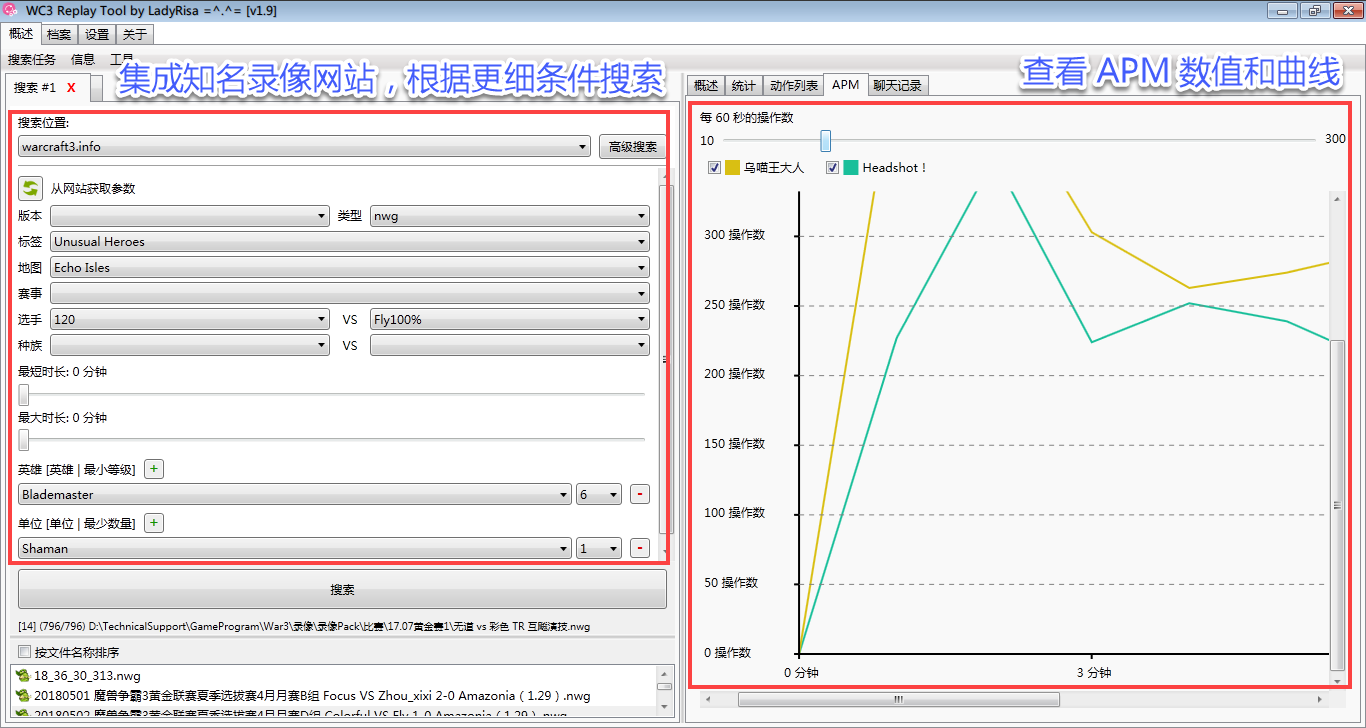 WC3 Replay Tool by LadyRisa =^.^= [v1.9]
概述 档案 设置 关于
搜索任务 信息 工具
集成知名录像网站，根据更细条件搜索
查看 APM 数值和曲线
搜索 #1 X
搜索位置:
warcraft3.info 高级搜索
从网站获取参数
版本 类型 nwg
标签 Unusual Heroes
地图 Echo Isles
赛事
选手 120 VS Fly100%
种族 VS
最短时长: 0 分钟
最大时长: 0 分钟
英雄 [英雄 | 最小等级] +
Blademaster 6 -
单位 [单位 | 最少数量] +
Shaman 1 -
搜索
[14] (796/796) D:\TechnicalSupport\GameProgram\War3\录像\录像Pack\比赛\17.07黄金赛1\无道 vs 彩色 TR 互飚演技.nwg
按文件名称排序
18_36_30_313.nwg
20180501 魔兽争霸3黄金联赛夏季选拔赛4月月赛B组 Focus VS Zhou_xixi 2-0 Amazonia ( 1.29 ) .nwg
20180502 魔兽争霸3黄金联赛夏季选拔赛4月月赛D组 Colorful VS Fly 1-0 Amazonia ( 1.29 ) .nwg
概述 统计 动作列表 APM 聊天记录
每 60 秒的操作数
10 300
乌喵王大人 Headshot !
300 操作数
250 操作数
200 操作数
150 操作数
100 操作数
50 操作数
0 操作数
0 分钟 3 分钟